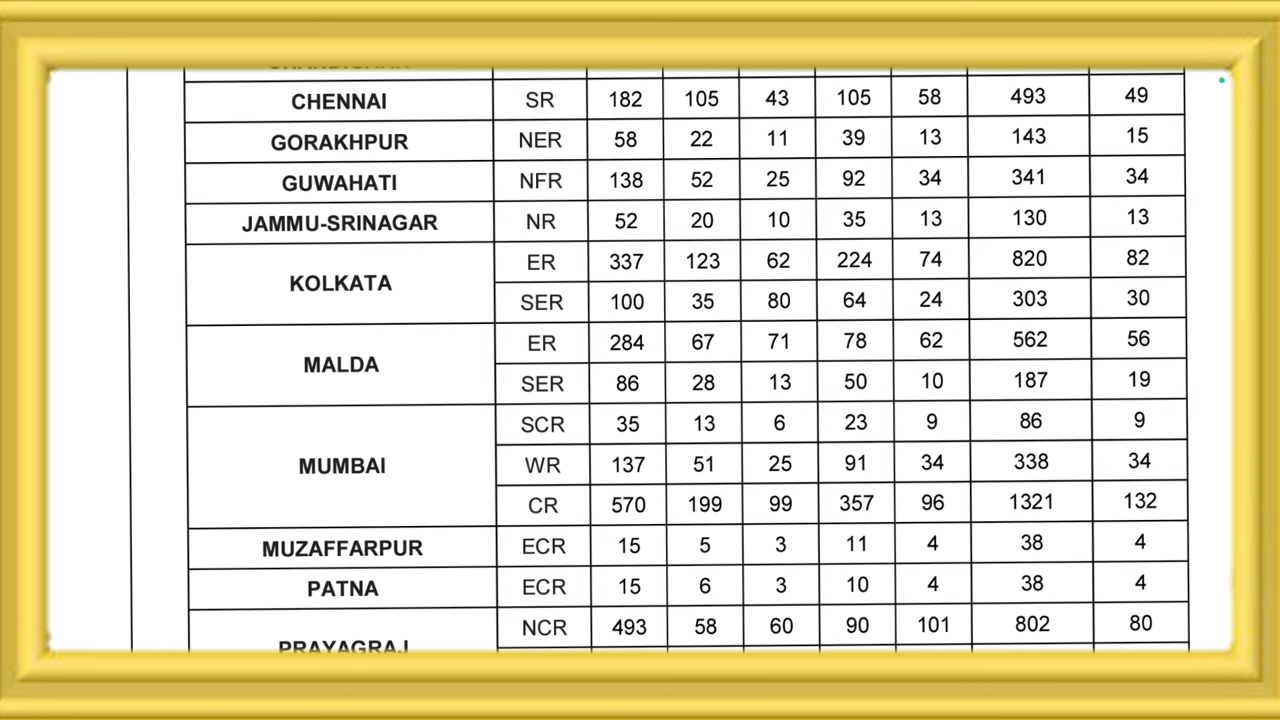 CHENNAI SR 182 105 43 105 58 493 49
GORAKHPUR NER 58 22 11 39 13 143 15
GUWAHATI NFR 138 52 25 92 34 341 34
JAMMU-SRINAGAR NR 52 20 10 35 13 130 13
KOLKATA ER 337 123 62 224 74 820 82
SER 100 35 80 64 24 303 30
MALDA ER 284 67 71 78 62 562 56
SER 86 28 13 50 10 187 19
MUMBAI SCR 35 13 6 23 9 86 9
WR 137 51 25 91 34 338 34
CR 570 199 99 357 96 1321 132
MUZAFFARPUR ECR 15 5 3 11 4 38 4
PATNA ECR 15 6 3 10 4 38 4
PRAYAGRAJ NCR 493 58 60 90 101 802 80